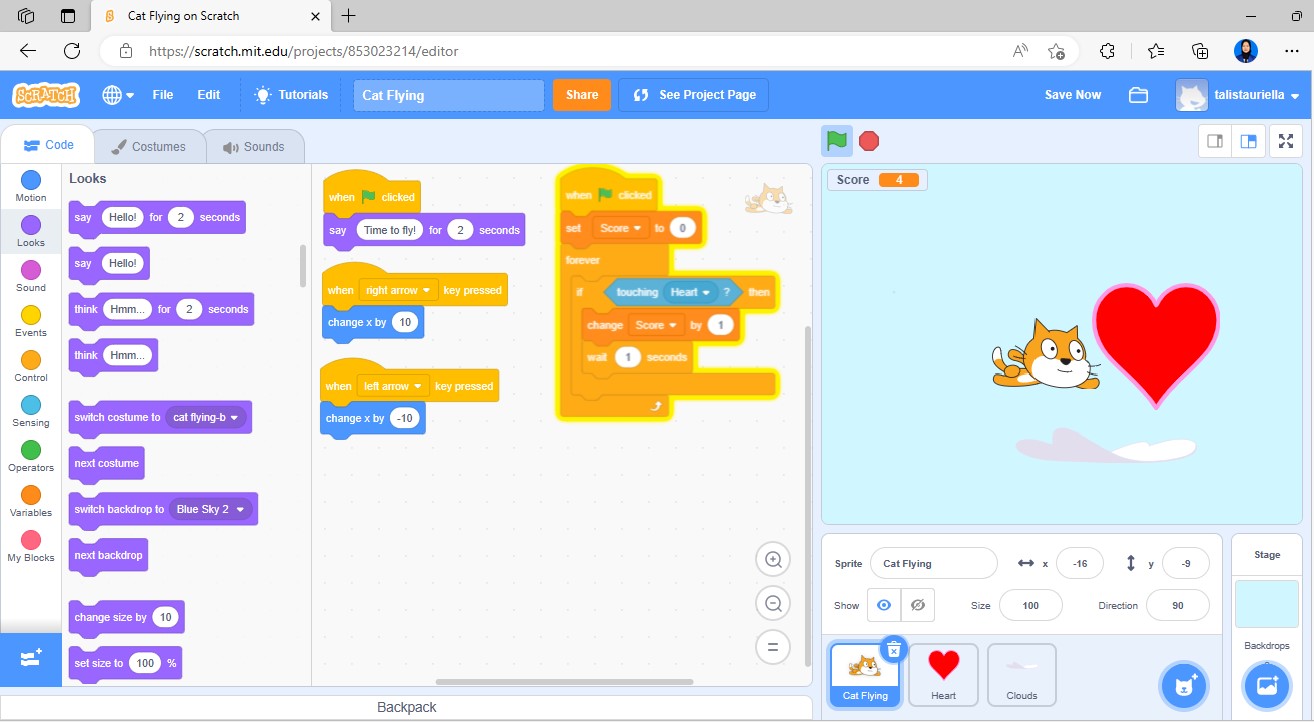 Cat Flying on Scratch
https://scratch.mit.edu/projects/853023214/editor
SCRATCH
File
Edit
Tutorials
Cat Flying
Share
See Project Page
Save Now
talistauriella
Code
Costumes
Sounds
Motion
Looks
Sound
Events
Control
Sensing
Operators
Variables
My Blocks
Looks
say Hello! for 2 seconds
say Hello!
think Hmm... for 2 seconds
think Hmm...
switch costume to cat flying-b
next costume
switch backdrop to Blue Sky 2
next backdrop
change size by 10
set size to 100 %
when clicked
say Time to fly! for 2 seconds
when right arrow key pressed
change x by 10
when left arrow key pressed
change x by -10
when clicked
set Score to 0
forever
if touching Heart ? then
change Score by 1
wait 1 seconds
Backpack
Score 4
Sprite Cat Flying x -16 y -9
Show Size 100 Direction 90
Cat Flying
Heart
Clouds
Stage
Backdrops